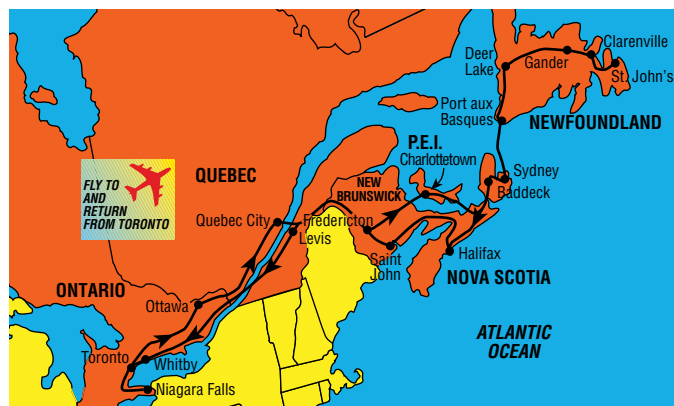 Clarenville
Deer
Lake
Gander
St. John's
Port aux
Basques
NEWFOUNDLAND
P.E.I.
Charlottetown
Sydney
Baddeck
QUEBEC
NEW
BRUNSWICK
FLY TO
AND
RETURN
FROM TORONTO
Quebec City
Fredericton
Levis
Saint
John
Halifax
NOVA SCOTIA
ONTARIO
Ottawa
ATLANTIC
OCEAN
Toronto
Whitby
Niagara Falls